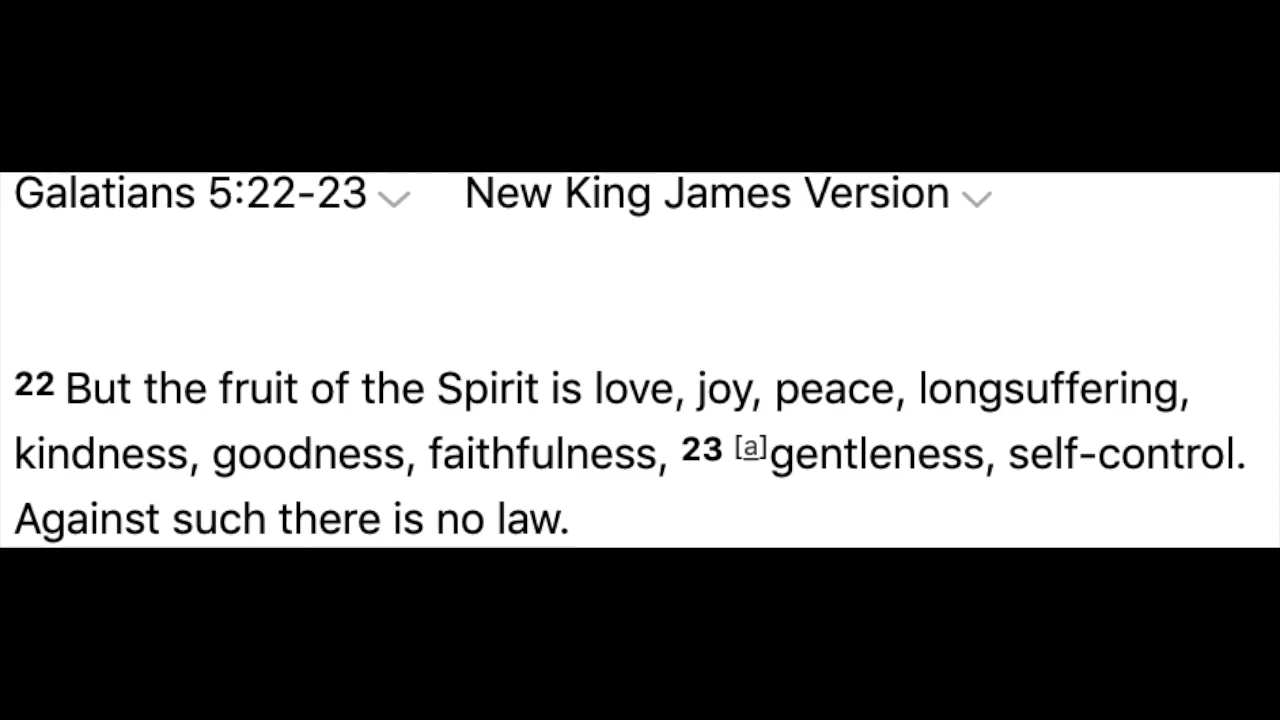 Galatians 5:22-23 New King James Version
22 But the fruit of the Spirit is love, joy, peace, longsuffering,
kindness, goodness, faithfulness, 23 [a]gentleness, self-control.
Against such there is no law.